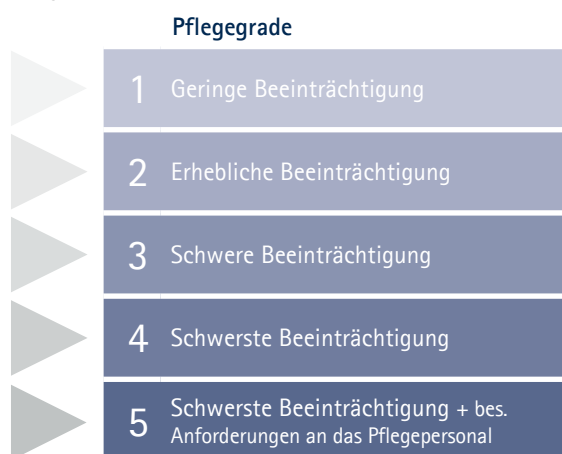 Pflegegrade
1 Geringe Beeinträchtigung
2 Erhebliche Beeinträchtigung
3 Schwere Beeinträchtigung
4 Schwerste Beeinträchtigung
5 Schwerste Beeinträchtigung + bes.
Anforderungen an das Pflegepersonal